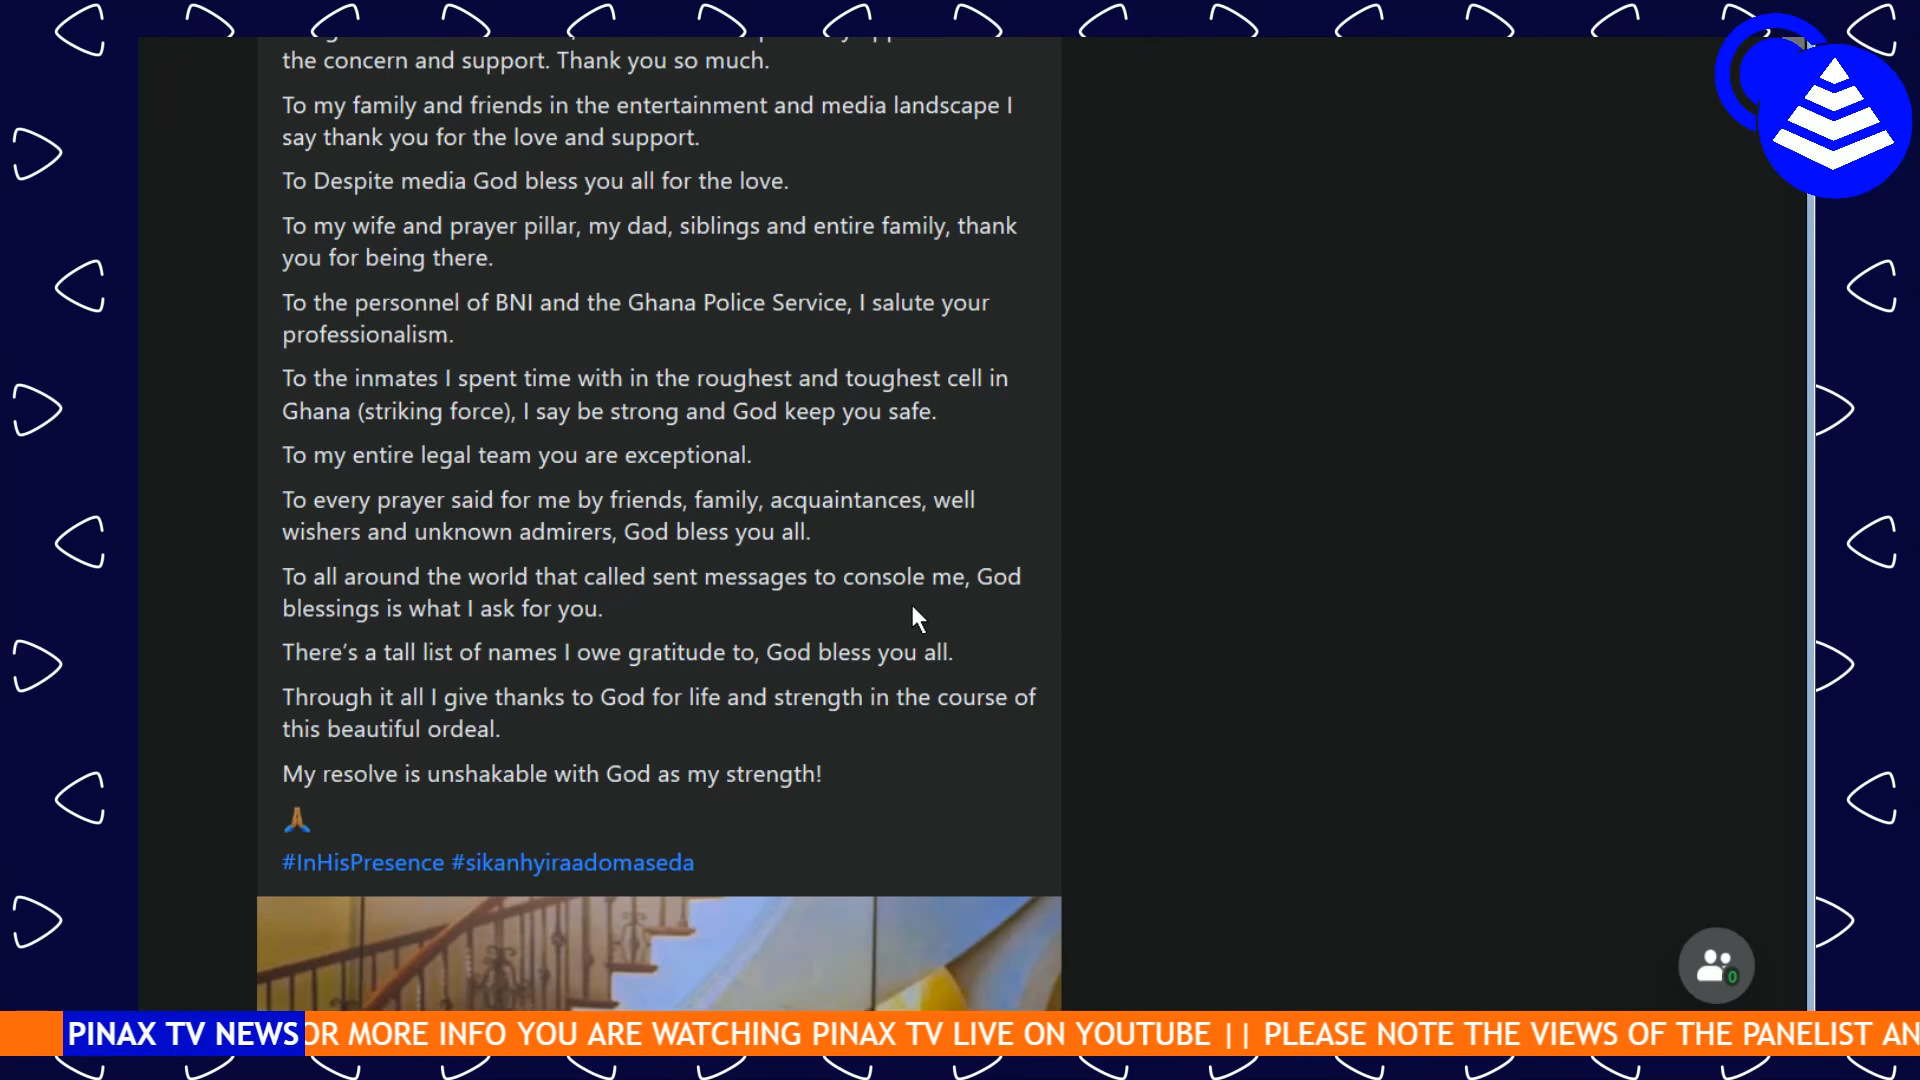 the concern and support. Thank you so much.
To my family and friends in the entertainment and media landscape I
say thank you for the love and support.
To Despite media God bless you all for the love.
To my wife and prayer pillar, my dad, siblings and entire family, thank
you for being there.
To the personnel of BNI and the Ghana Police Service, I salute your
professionalism.
To the inmates I spent time with in the roughest and toughest cell in
Ghana (striking force), I say be strong and God keep you safe.
To my entire legal team you are exceptional.
To every prayer said for me by friends, family, acquaintances, well
wishers and unknown admirers, God bless you all.
To all around the world that called sent messages to console me, God
blessings is what I ask for you.
There's a tall list of names I owe gratitude to, God bless you all.
Through it all I give thanks to God for life and strength in the course of
this beautiful ordeal.
My resolve is unshakable with God as my strength!
#InHisPresence #sikanhyiraadomaseda
0
PINAX TV NEWS OR MORE INFO YOU ARE WATCHING PINAX TV LIVE ON YOUTUBE || PLEASE NOTE THE VIEWS OF THE PANELIST AN